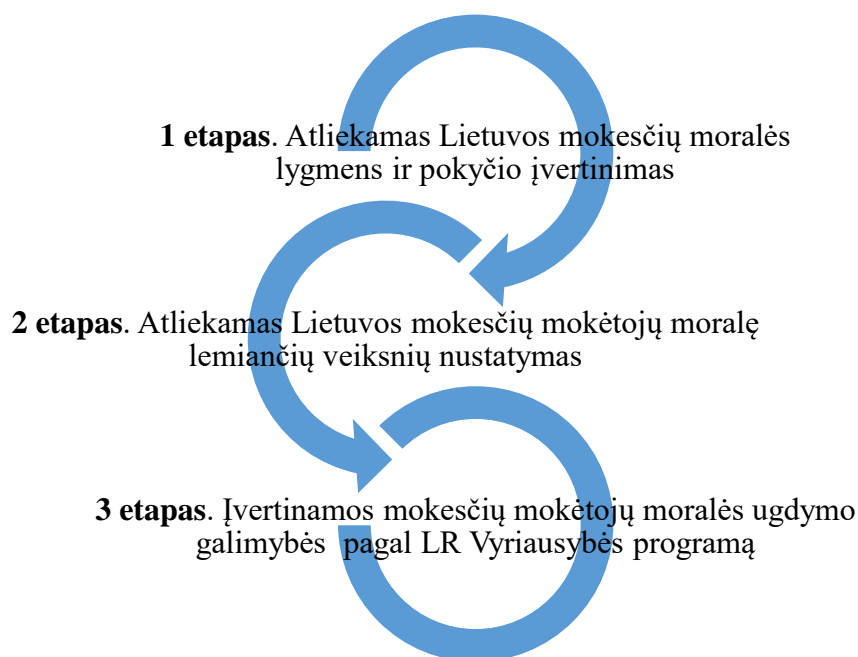 1 etapas. Atliekamas Lietuvos mokesčių moralės
lygmens ir pokyčio įvertinimas
2 etapas. Atliekamas Lietuvos mokesčių mokėtojų moralę
lemiančių veiksnių nustatymas
3 etapas. Įvertinamos mokesčių mokėtojų moralės ugdymo
galimybės pagal LR Vyriausybės programą